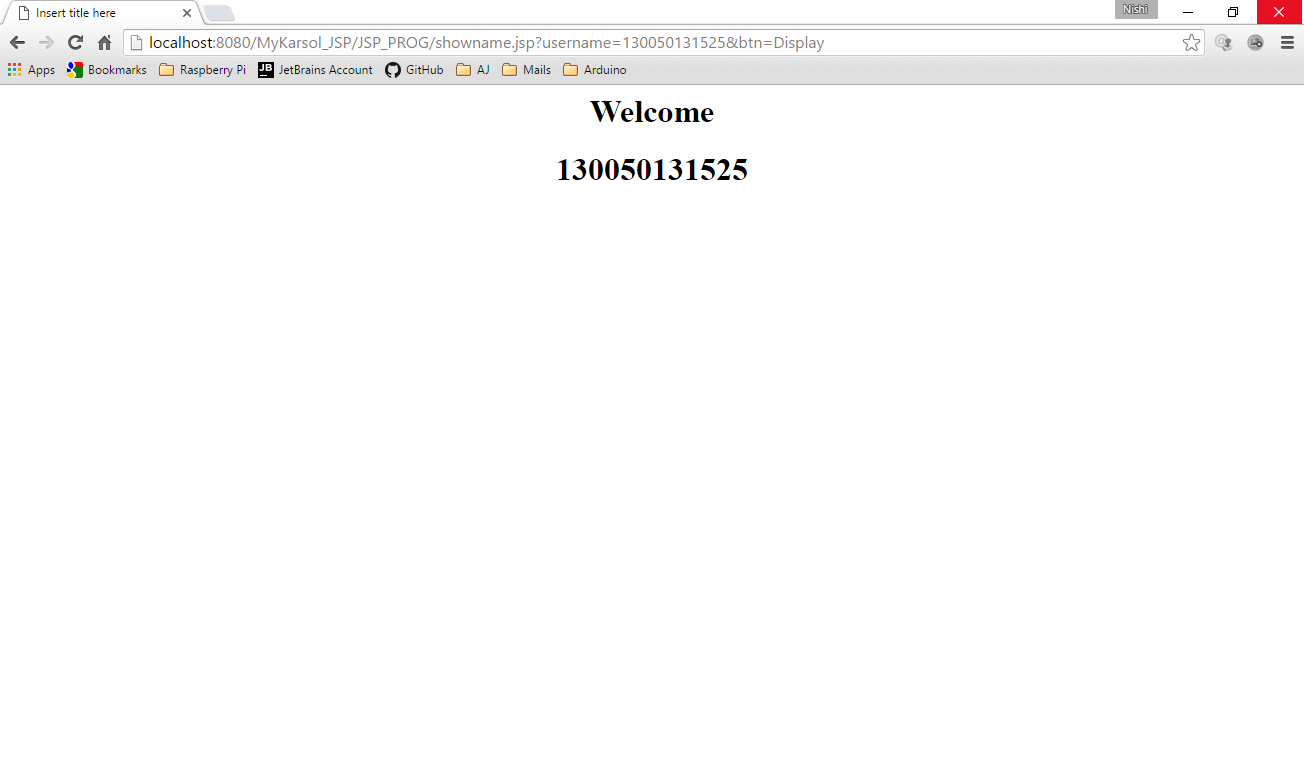 Insert title here
Nishi
localhost:8080/MyKarsol_JSP/JSP_PROG/showname.jsp?username=130050131525&btn=Display
Apps Bookmarks Raspberry Pi JB JetBrains Account GitHub AJ Mails Arduino
Welcome
130050131525